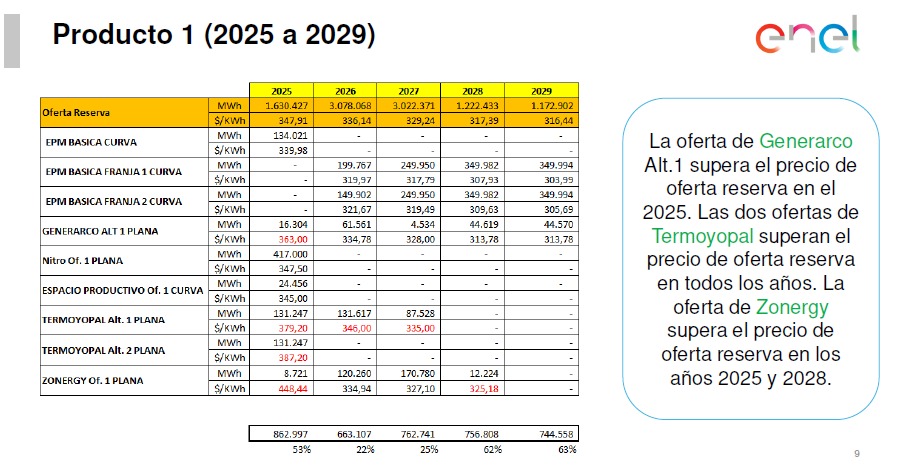 Producto 1 (2025 a 2029)
enel
2025 2026 2027 2028 2029
Oferta Reserva MWh 1.630.427 3.078.068 3.022.371 1.222.433 1.172.902
$/KWh 347,91 336,14 329,24 317,39 316,44
EPM BASICA CURVA MWh 134.021 - - - -
$/KWh 339,98 - - - -
EPM BASICA FRANJA 1 CURVA MWh - 199.767 249.950 349.982 349.994
$/KWh - 319,97 317,79 307,93 303,99
EPM BASICA FRANJA 2 CURVA MWh 149.902 249.950 349.982 349.994
$/KWh - 321,67 319,49 309,63 305,69
GENERARCO ALT 1 PLANA MWh 16.304 61.561 4.534 44.619 44.570
$/KWh 363,00 334,78 328,00 313,78 313,78
Nitro Of. 1 PLANA MWh 417.000 - - - -
$/KWh 347,50 - - - -
ESPACIO PRODUCTIVO Of. 1 CURVA MWh 24.456 - - - -
$/KWh 345,00 - - - -
TERMOYOPAL Alt. 1 PLANA MWh 131.247 131.617 87.528 - -
$/KWh 379,20 346,00 335,00 - -
TERMOYOPAL Alt. 2 PLANA MWh 131.247 - - - -
$/KWh 387,20 - - - -
ZONERGY Of. 1 PLANA MWh 8.721 120.260 170.780 12.224 -
$/KWh 448,44 334,94 327,10 325,18 -
862.997 663.107 762.741 756.808 744.558
53% 22% 25% 62% 63%
La oferta de Generarco
Alt.1 supera el precio de
oferta reserva en el
2025. Las dos ofertas de
Termoyopal superan el
precio de oferta reserva
en todos los años. La
oferta de Zonergy
supera el precio de
oferta reserva en los
años 2025 y 2028.
9